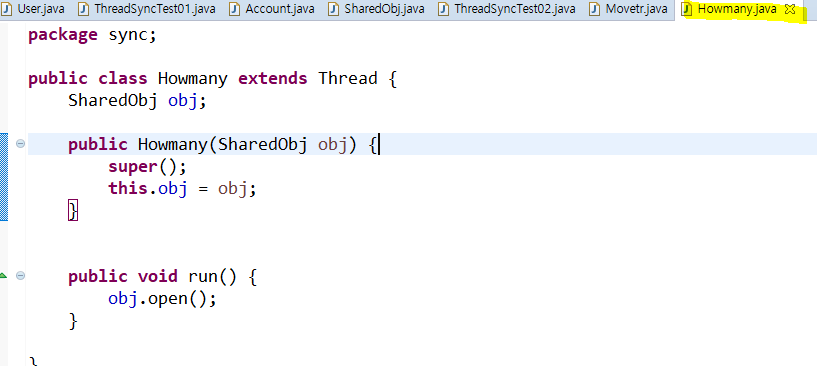 User.java ThreadSyncTest01.java Account.java SharedObj.java ThreadSyncTest02.java Movetr.java Howmany.java
package sync;
public class Howmany extends Thread {
SharedObj obj;
public Howmany(SharedObj obj) {
super();
this.obj = obj;
}
public void run() {
obj.open();
}
}